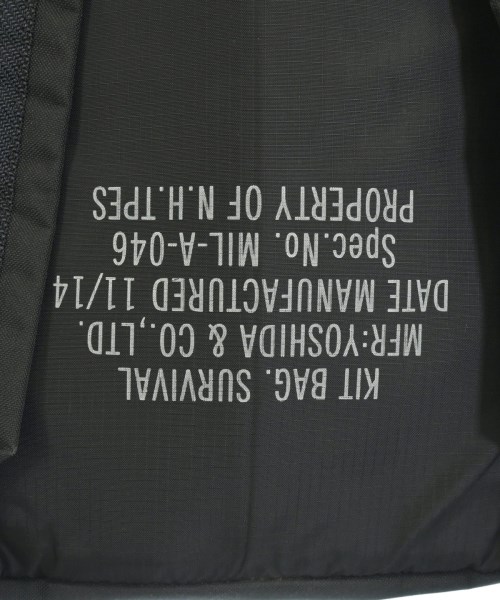 KIT BAG. SURVIVAL
MFR:YOSHIDA & CO.,LTD.
DATE MANUFACTURED 11/14
Spec.No. MIL-A-046
PROPERTY OF N.H.TPES